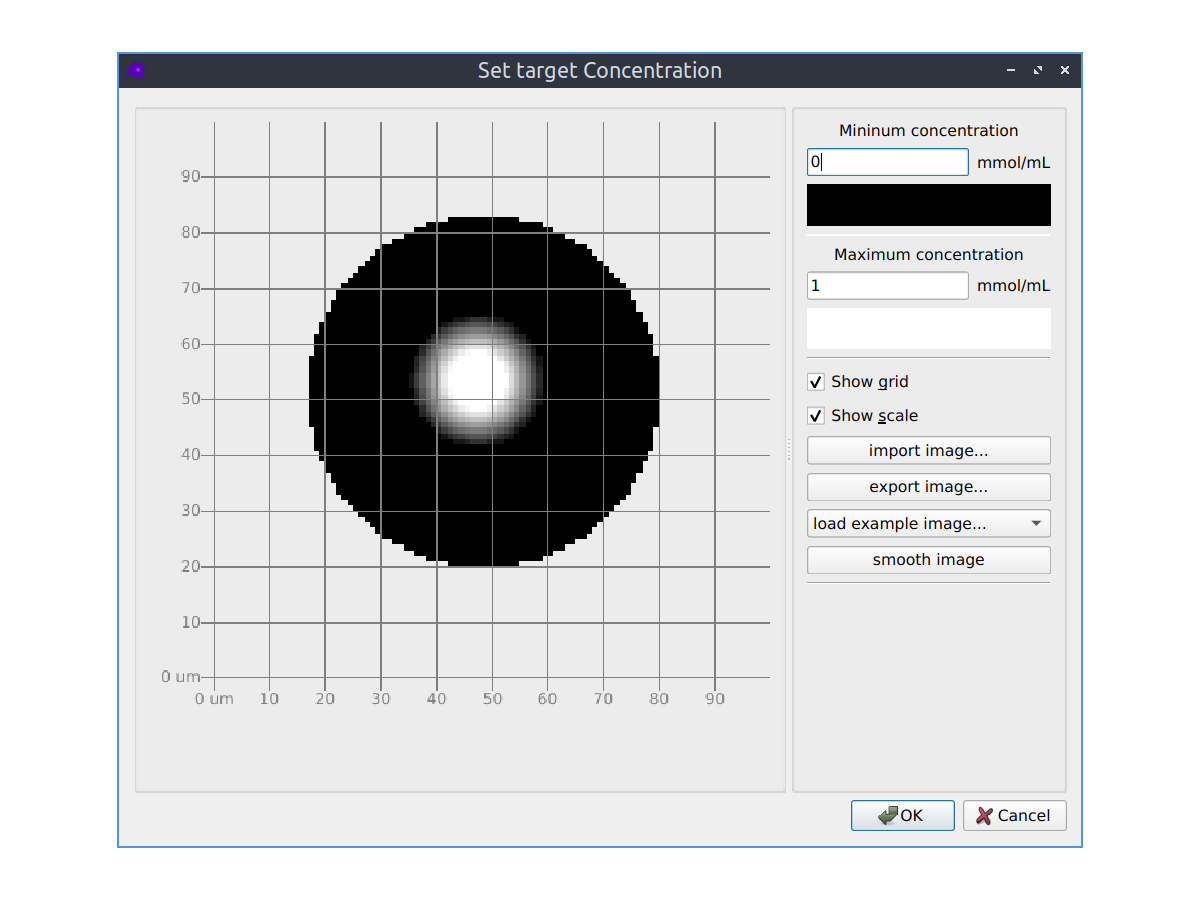 Set target Concentration
90
80
70
60
50
40
30
20
10
0 um
0 um 10 20 30 40 50 60 70 80 90
Mininum concentration
0 mmol/mL
Maximum concentration
1 mmol/mL
Show grid
Show scale
import image...
export image...
load example image...
smooth image
OK Cancel